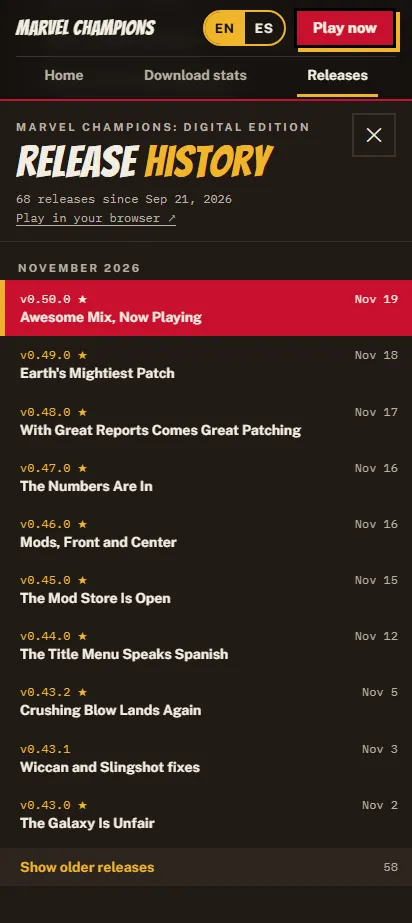 MARVEL CHAMPIONS
EN ES
Play now
Home Download stats Releases
MARVEL CHAMPIONS: DIGITAL EDITION
RELEASE HISTORY
68 releases since Sep 21, 2026
Play in your browser ↗
NOVEMBER 2026
v0.50.0 ★ Nov 19
Awesome Mix, Now Playing
v0.49.0 ★ Nov 18
Earth's Mightiest Patch
v0.48.0 ★ Nov 17
With Great Reports Comes Great Patching
v0.47.0 ★ Nov 16
The Numbers Are In
v0.46.0 ★ Nov 16
Mods, Front and Center
v0.45.0 ★ Nov 15
The Mod Store Is Open
v0.44.0 ★ Nov 12
The Title Menu Speaks Spanish
v0.43.2 ★ Nov 5
Crushing Blow Lands Again
v0.43.1 Nov 3
Wiccan and Slingshot fixes
v0.43.0 ★ Nov 2
The Galaxy Is Unfair
Show older releases 58